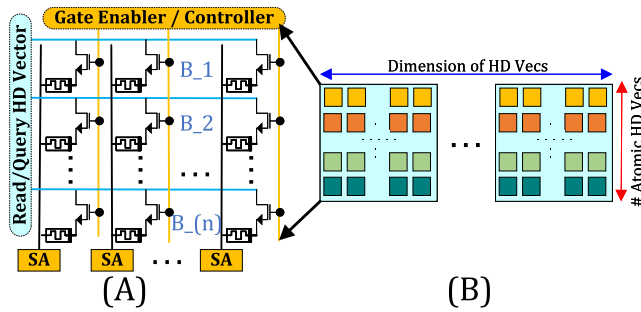 Gate Enabler / Controller
Read/Query HD Vector
B_1
B_2
B_(n)
SA
SA
SA
(A)
Dimension of HD Vecs
# Atomic HD Vecs
(B)